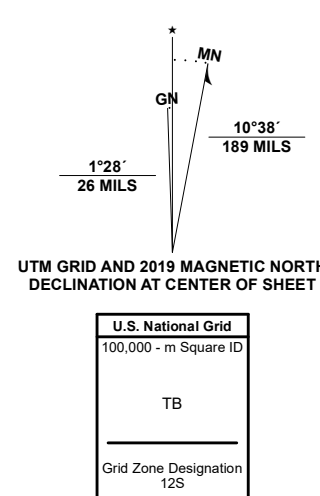 ★
MN
GN
10°38´
189 MILS
1°28´
26 MILS
UTM GRID AND 2019 MAGNETIC NORTH
DECLINATION AT CENTER OF SHEET
U.S. National Grid
100,000 - m Square ID
TB
Grid Zone Designation
12S